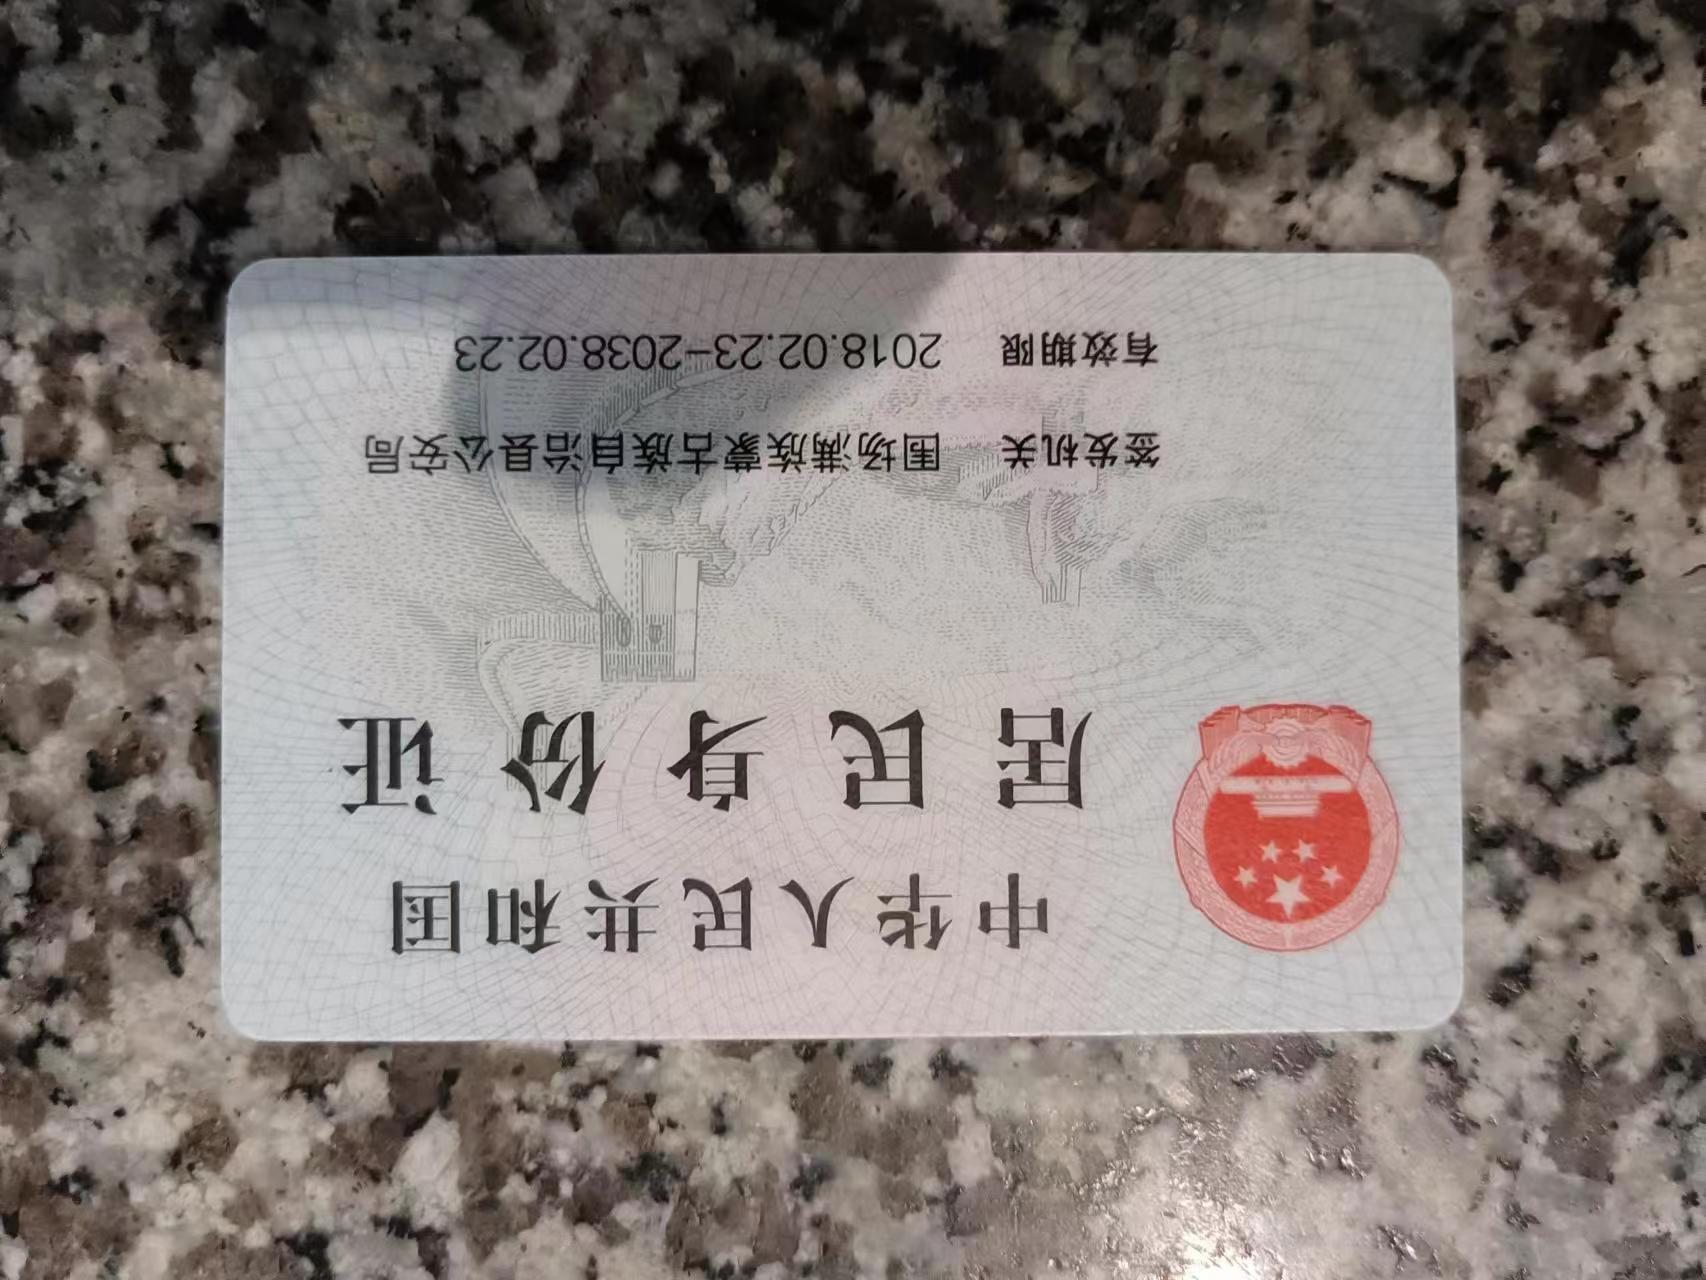 中华人民共和国
居民身份证
签发机关 围场满族蒙古族自治县公安局
有效期限 2018.02.23-2038.02.23